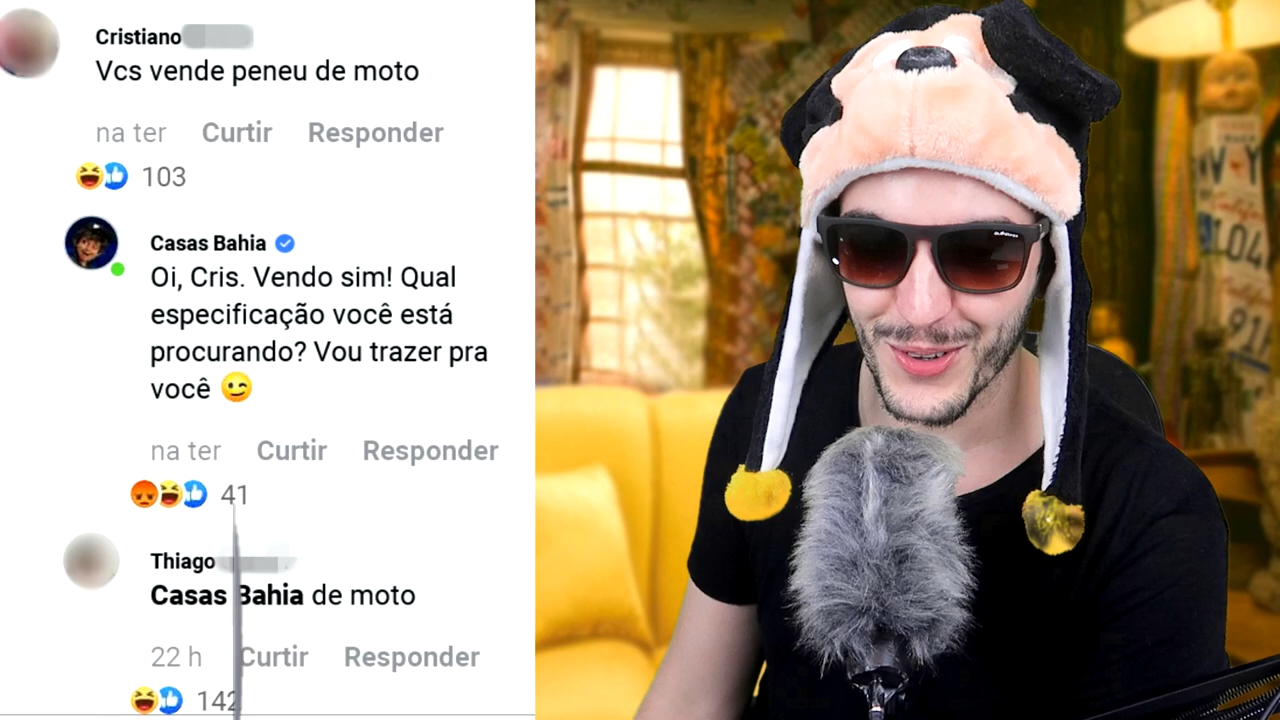 Cristiano
Vcs vende peneu de moto
na ter Curtir Responder
103
Casas Bahia
Oi, Cris. Vendo sim! Qual
especificação você está
procurando? Vou trazer pra
você 😉
na ter Curtir Responder
41
Thiago
Casas Bahia de moto
22 h Curtir Responder
142
104
91